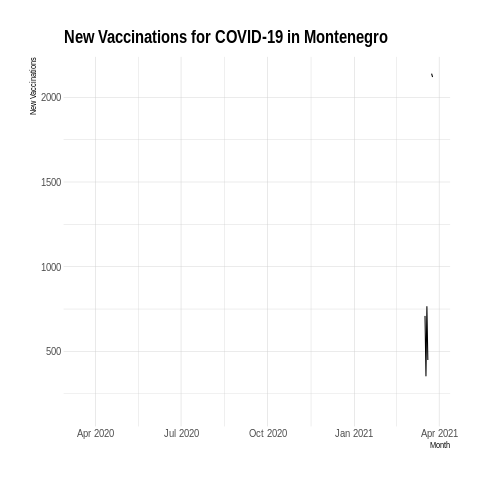 New Vaccinations for COVID-19 in Montenegro
New Vaccinations
2000
1500
1000
500
Apr 2020
Jul 2020
Oct 2020
Jan 2021
Apr 2021
Month